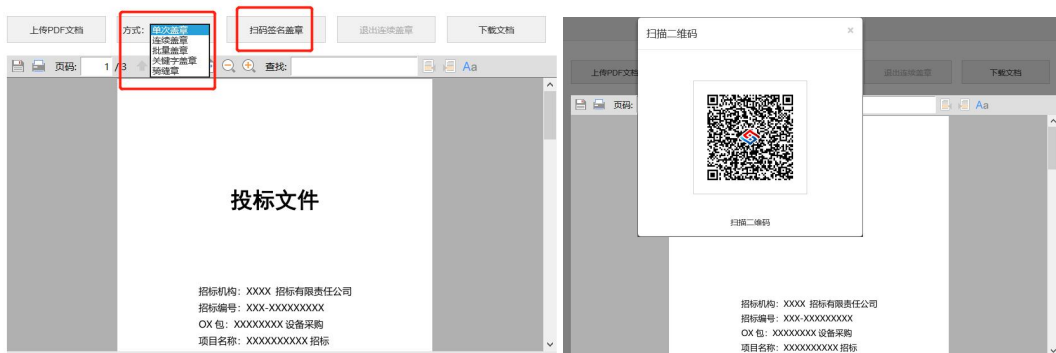 上传PDF文档 方式: 单次盖章 扫码签名盖章 退出连续盖章 下载文档
连续盖章
批量盖章
关键字盖章
骑缝章
页码: 1 /3 查找: Aa
投标文件
招标机构: XXXX 招标有限责任公司
招标编号: XXX-XXXXXXXXX
OX 包: XXXXXXXX 设备采购
项目名称: XXXXXXXXXX 招标
扫描二维码 ×
上传PDF文档 退出连续盖章 下载文档
页码: Aa
扫描二维码
招标机构: XXXX 招标有限责任公司
招标编号: XXX-XXXXXXXXX
OX 包: XXXXXXXX 设备采购
项目名称: XXXXXXXXXX 招标